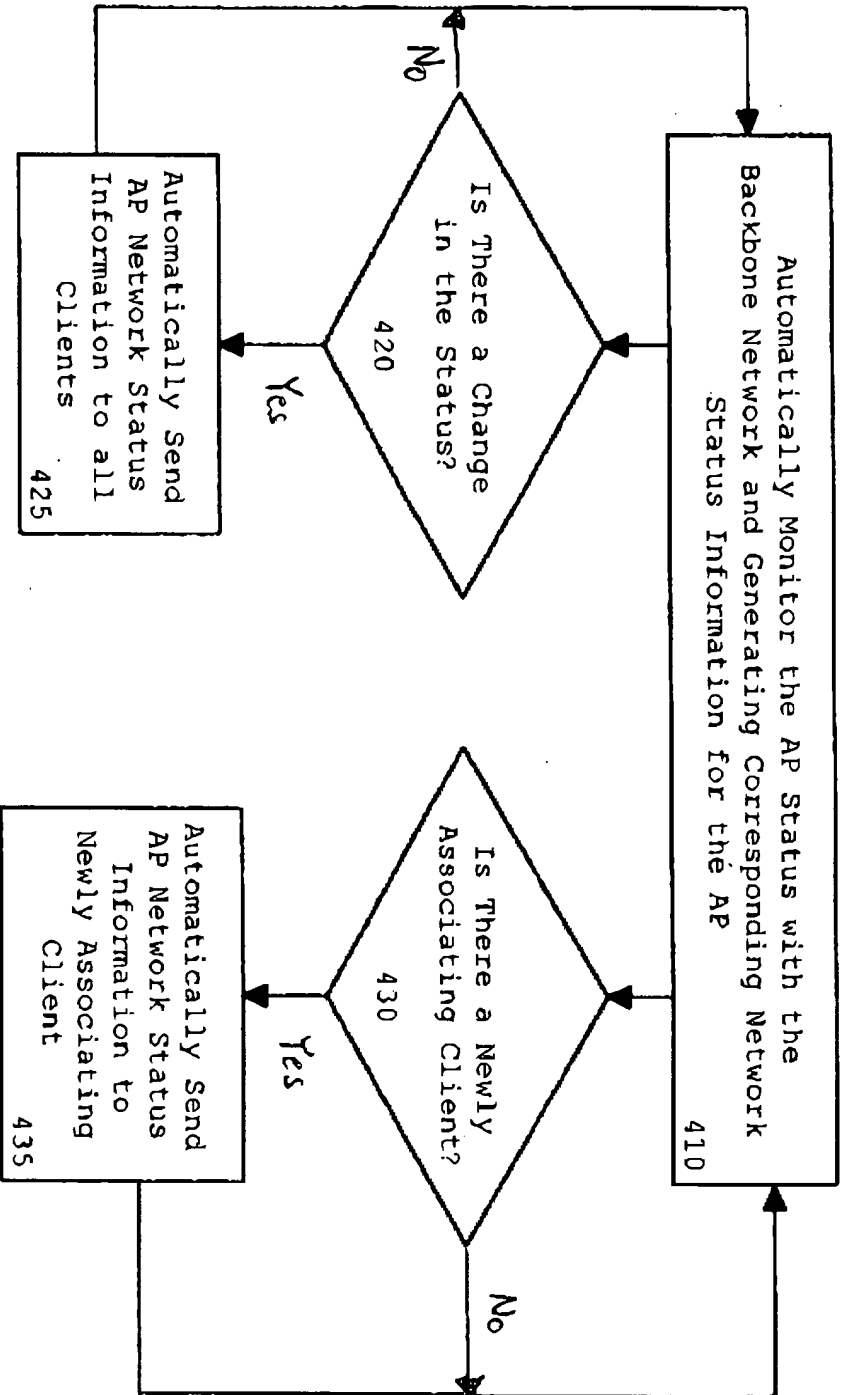 Automatically Monitor the AP Status with the
Backbone Network and Generating Corresponding Network
Status Information for the AP
410
Is There a Change
in the Status?
420
No
Yes
Automatically Send
AP Network Status
Information to all
Clients
425
Is There a Newly
Associating Client?
430
No
Yes
Automatically Send
AP Network Status
Information to
Newly Associating
Client
435